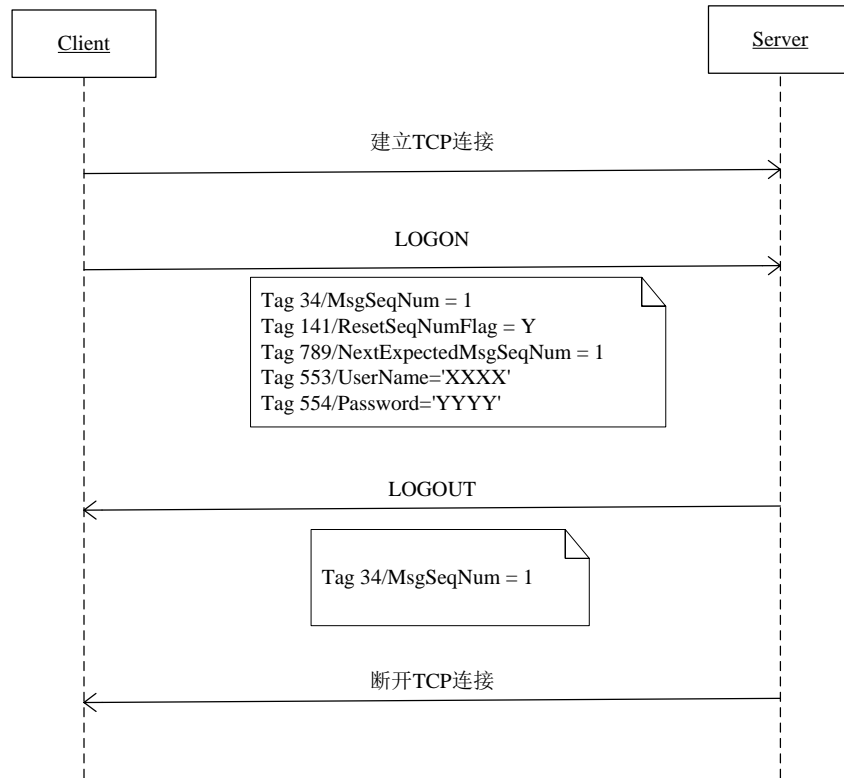 Client
Server
建立TCP连接
LOGON
Tag 34/MsgSeqNum = 1
Tag 141/ResetSeqNumFlag = Y
Tag 789/NextExpectedMsgSeqNum = 1
Tag 553/UserName='XXXX'
Tag 554/Password='YYYY'
LOGOUT
Tag 34/MsgSeqNum = 1
断开TCP连接